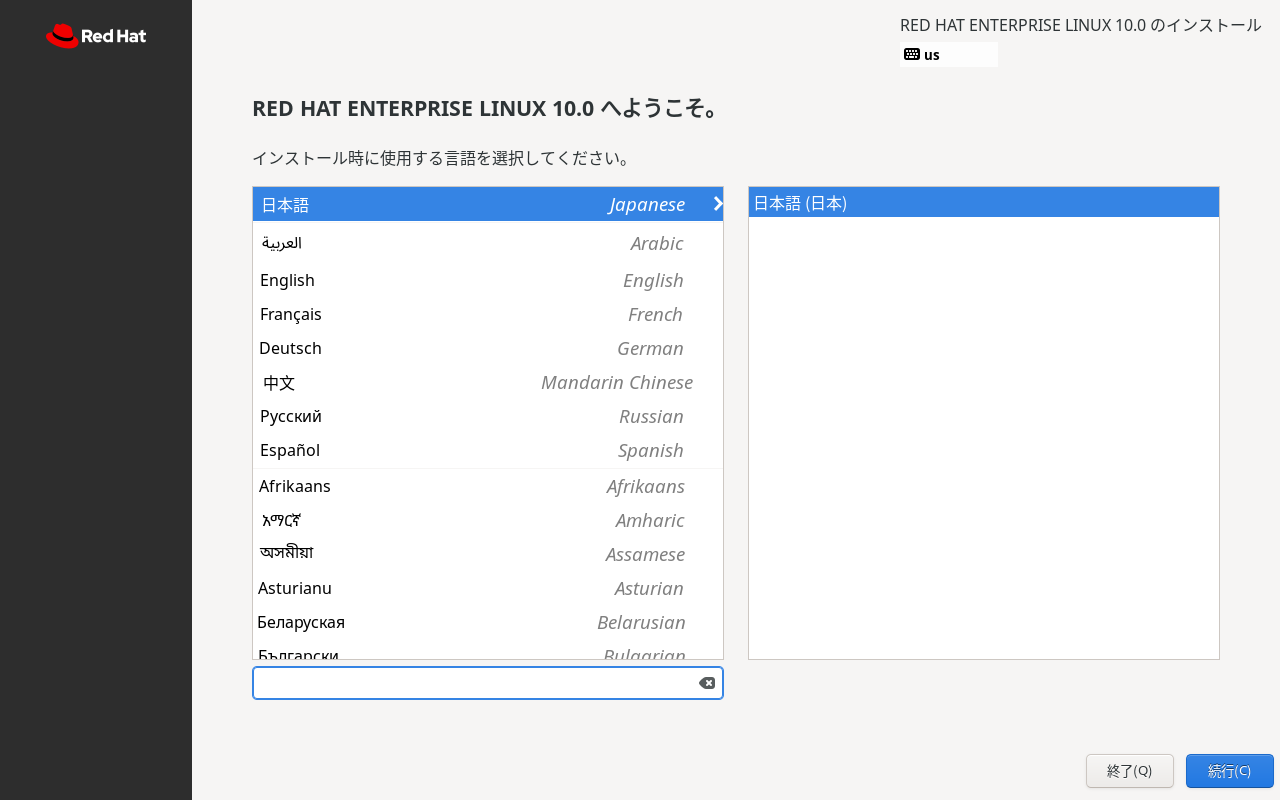 Red Hat
RED HAT ENTERPRISE LINUX 10.0 のインストール
us
RED HAT ENTERPRISE LINUX 10.0 へようこそ。
インストール時に使用する言語を選択してください。
日本語 Japanese
العربية Arabic
English English
Français French
Deutsch German
中文 Mandarin Chinese
Русский Russian
Español Spanish
Afrikaans Afrikaans
አማርኛ Amharic
অসমীয়া Assamese
Asturianu Asturian
Беларуская Belarusian
Български Bulgarian
日本語 (日本)
終了(Q)
続行(C)